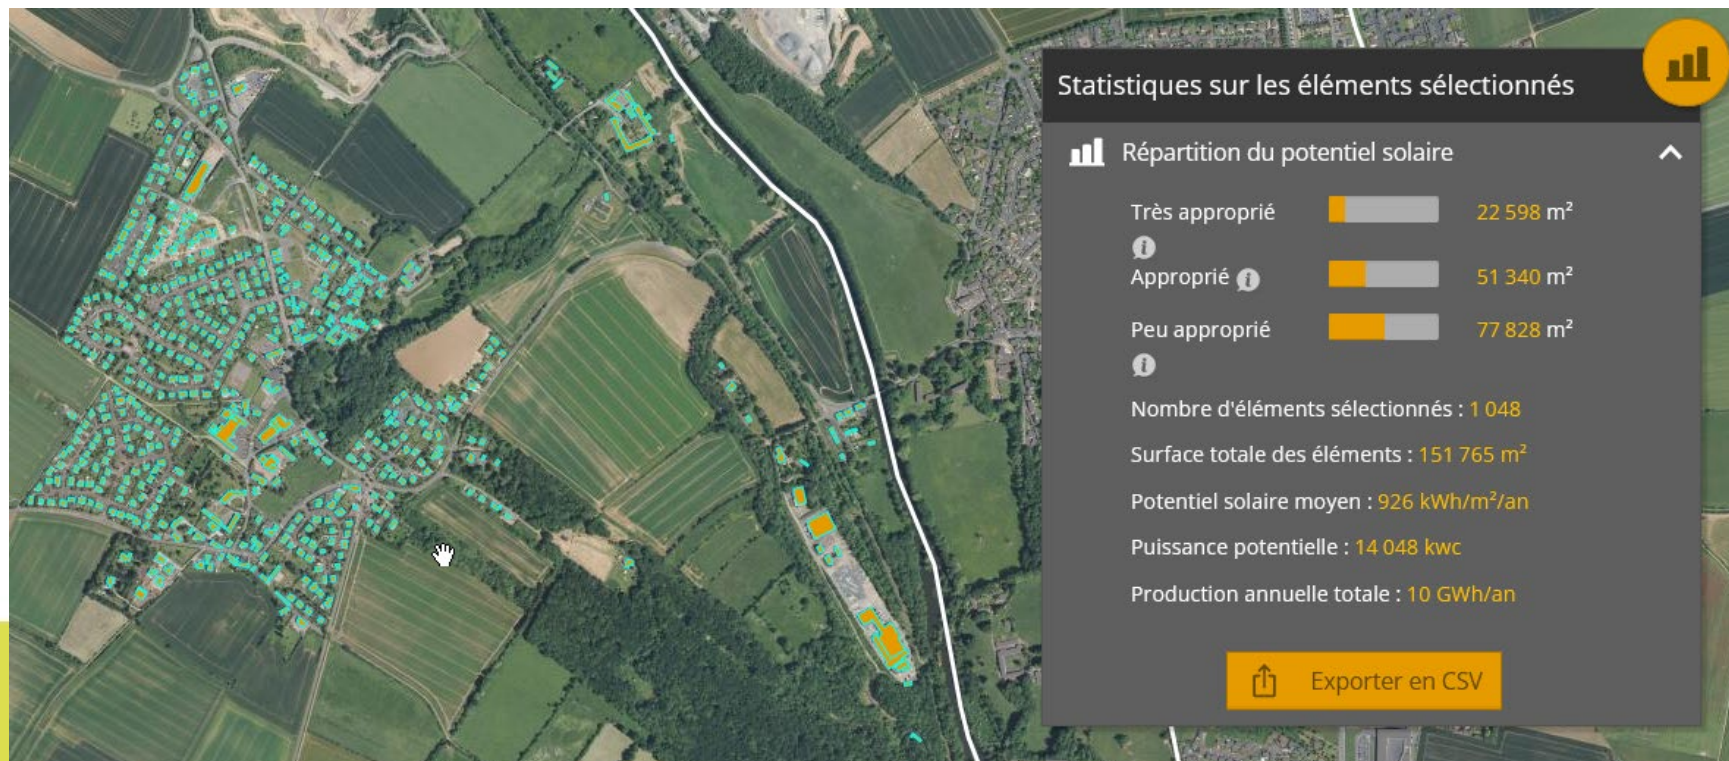 Statistiques sur les éléments sélectionnés
Répartition du potentiel solaire
Très approprié 22 598 m²
Approprié 51 340 m²
Peu approprié 77 828 m²
Nombre d'éléments sélectionnés : 1 048
Surface totale des éléments : 151 765 m²
Potentiel solaire moyen : 926 kWh/m²/an
Puissance potentielle : 14 048 kwc
Production annuelle totale : 10 GWh/an
Exporter en CSV